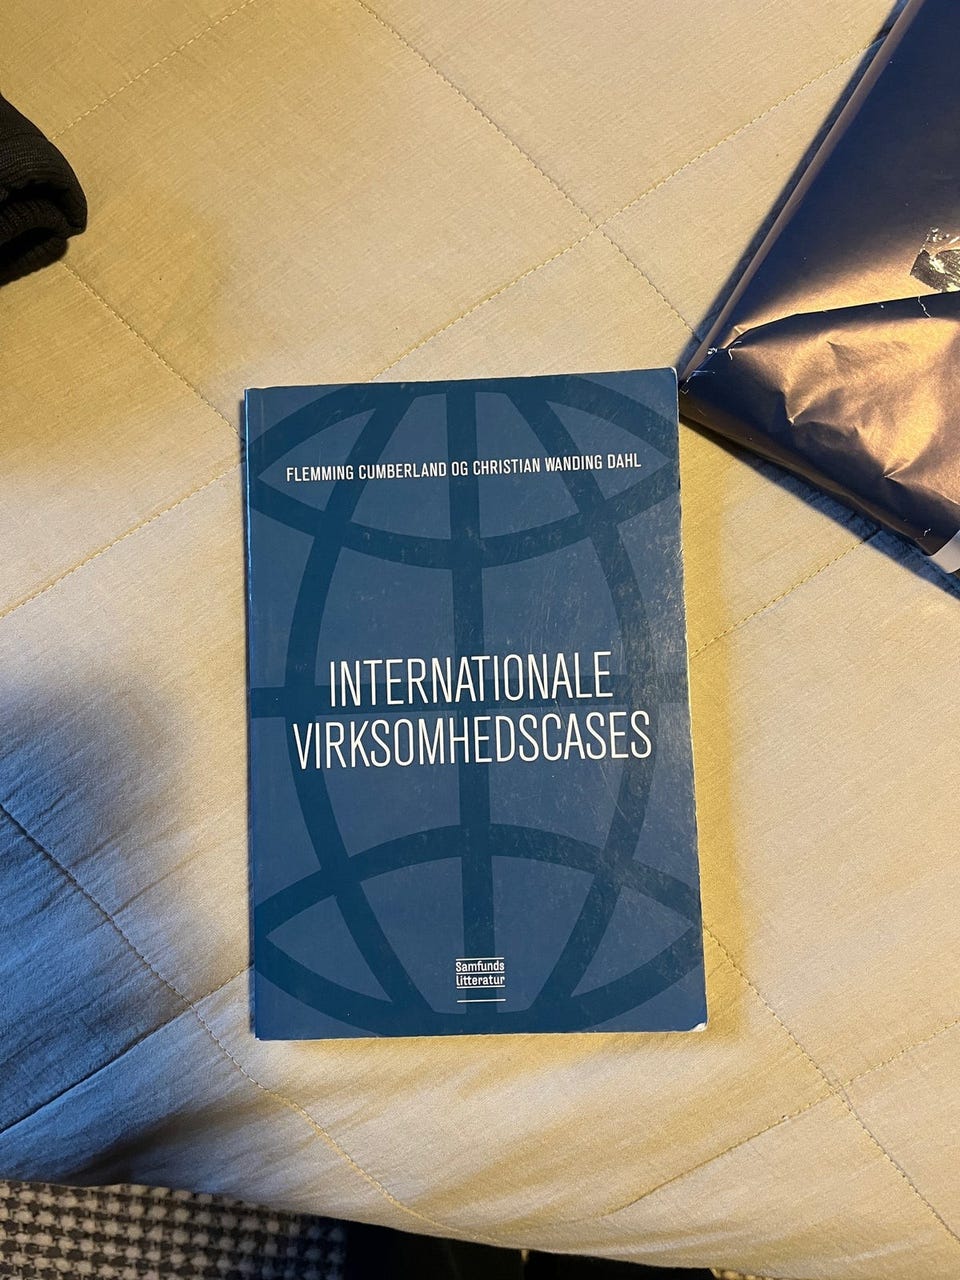 FLEMMING CUMBERLAND OG CHRISTIAN WANDING DAHL
INTERNATIONALE
VIRKSOMHEDSCASES
Samfunds
litteratur